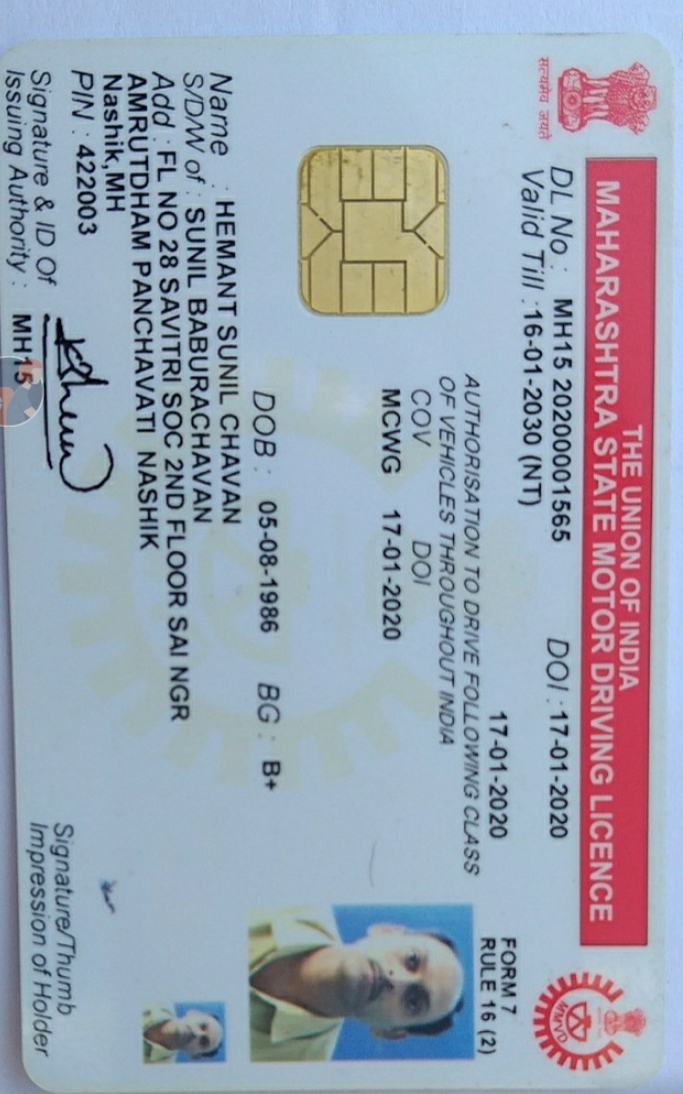 THE UNION OF INDIA
MAHARASHTRA STATE MOTOR DRIVING LICENCE
सत्यमेव जयते
DL No : MH15 20200001565 DOI : 17-01-2020
Valid Till : 16-01-2030 (NT)
17-01-2020
FORM 7
RULE 16 (2)
AUTHORISATION TO DRIVE FOLLOWING CLASS
OF VEHICLES THROUGHOUT INDIA
COV DOI
MCWG 17-01-2020
DOB : 05-08-1986 BG : B+
Name : HEMANT SUNIL CHAVAN
S/D/W of : SUNIL BABURACHAVAN
Add : FL NO 28 SAVITRI SOC 2ND FLOOR SAI NGR
AMRUTDHAM PANCHAVATI NASHIK
Nashik,MH
PIN : 422003
Signature & ID Of
Issuing Authority : MH15
Signature/Thumb
Impression of Holder